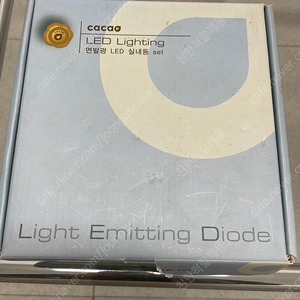 cacao
LED Lighting
면발광 LED 실내등 set
Light Emitting Diode